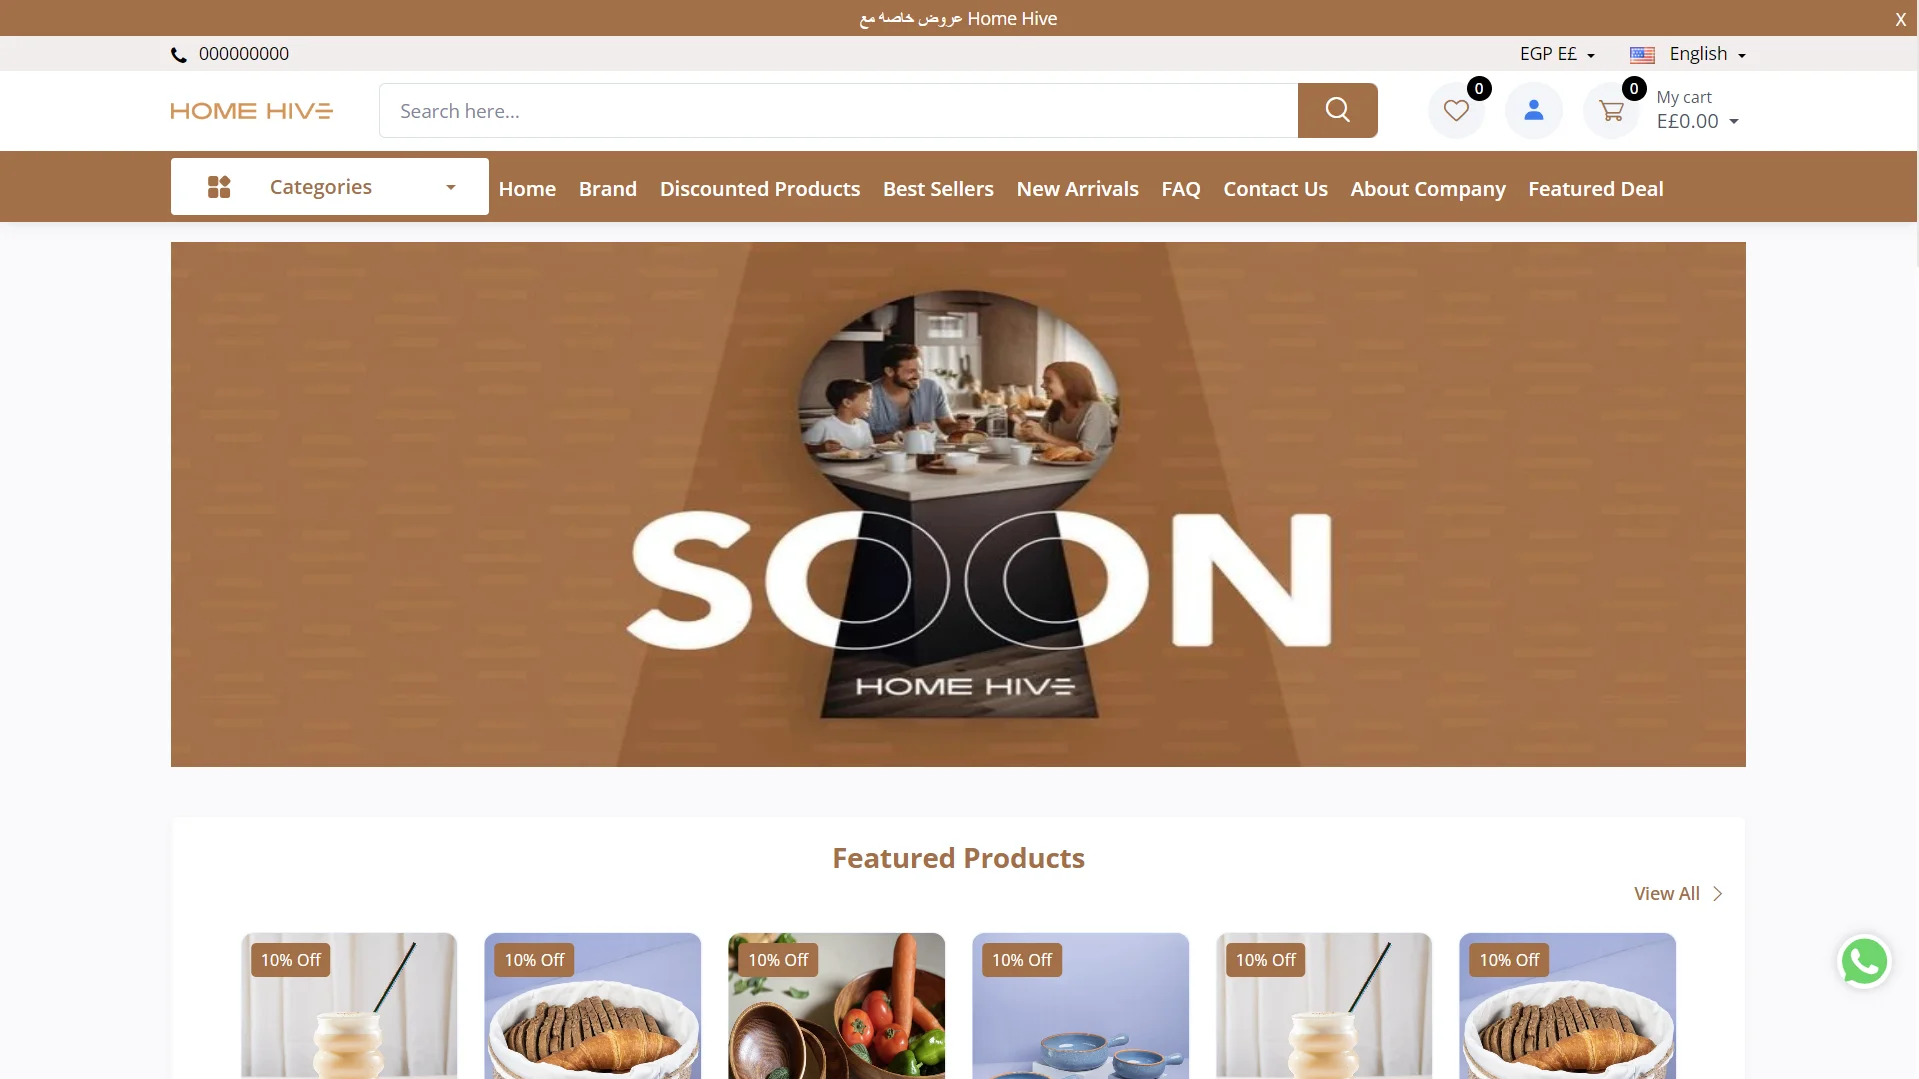 عروض خاصه مع Home Hive
X
000000000
EGP E£
English
HOME HIVE
Search here...
0
0
My cart
E£0.00
Categories
Home
Brand
Discounted Products
Best Sellers
New Arrivals
FAQ
Contact Us
About Company
Featured Deal
SOON
HOME HIVE
Featured Products
View All
10% Off
10% Off
10% Off
10% Off
10% Off
10% Off